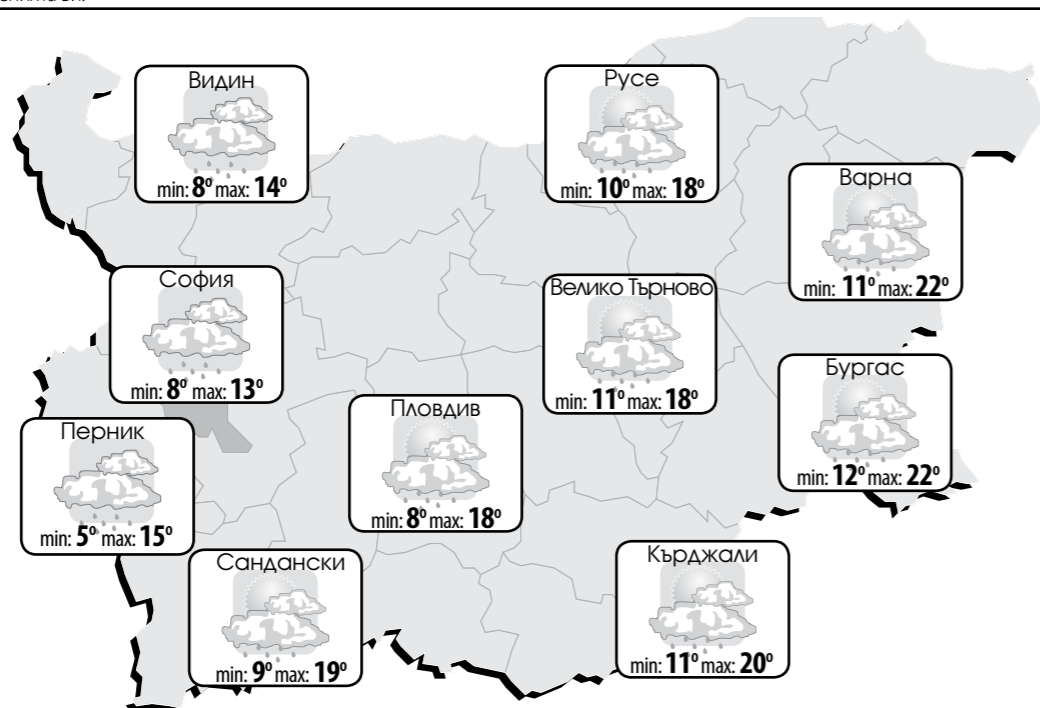 Видин
min: 8° max: 14°
Русе
min: 10° max: 18°
Варна
min: 11° max: 22°
София
min: 8° max: 13°
Велико Търново
min: 11° max: 18°
Бургас
min: 12° max: 22°
Пловдив
min: 8° max: 18°
Перник
min: 5° max: 15°
Сандански
min: 9° max: 19°
Кърджали
min: 11° max: 20°